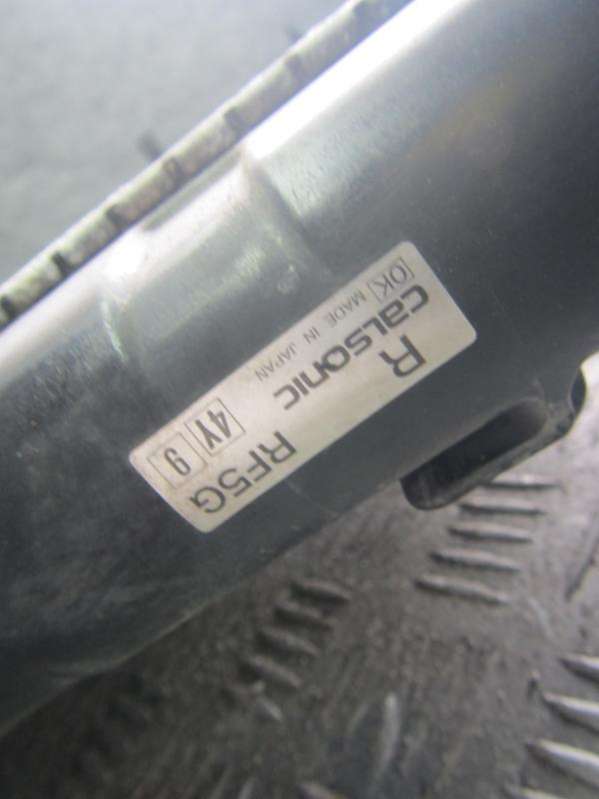 R RF5G
calsonic
OK MADE IN JAPAN 4Y 9